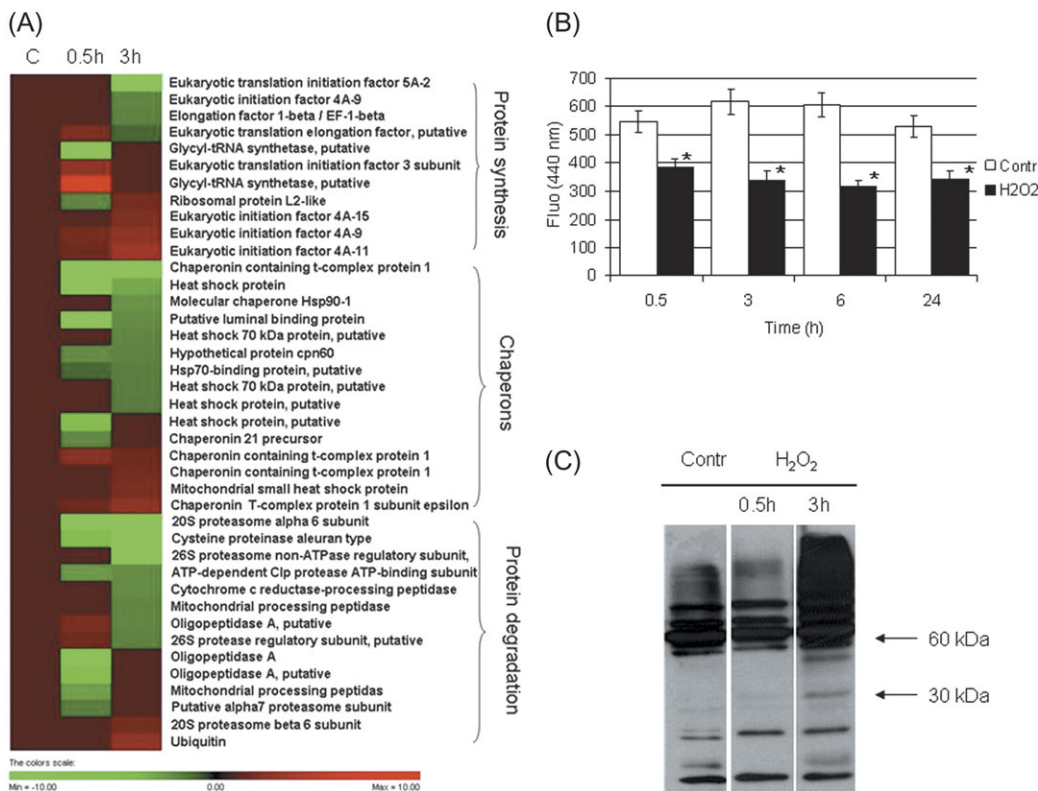 (A)
C 0.5h 3h
Eukaryotic translation initiation factor 5A-2
Eukaryotic initiation factor 4A-9
Elongation factor 1-beta / EF-1-beta
Eukaryotic translation elongation factor, putative
Glycyl-tRNA synthetase, putative
Eukaryotic translation initiation factor 3 subunit
Glycyl-tRNA synthetase, putative
Ribosomal protein L2-like
Eukaryotic initiation factor 4A-15
Eukaryotic initiation factor 4A-9
Eukaryotic initiation factor 4A-11
Protein synthesis
Chaperonin containing t-complex protein 1
Heat shock protein
Molecular chaperone Hsp90-1
Putative luminal binding protein
Heat shock 70 kDa protein, putative
Hypothetical protein cpn60
Hsp70-binding protein, putative
Heat shock 70 kDa protein, putative
Heat shock protein, putative
Heat shock protein, putative
Chaperonin 21 precursor
Chaperonin containing t-complex protein 1
Chaperonin containing t-complex protein 1
Mitochondrial small heat shock protein
Chaperonin T-complex protein 1 subunit epsilon
Chaperons
20S proteasome alpha 6 subunit
Cysteine proteinase aleuran type
26S proteasome non-ATPase regulatory subunit,
ATP-dependent Clp protease ATP-binding subunit
Cytochrome c reductase-processing peptidase
Mitochondrial processing peptidase
Oligopeptidase A, putative
26S protease regulatory subunit, putative
Oligopeptidase A
Oligopeptidase A, putative
Mitochondrial processing peptidas
Putative alpha7 proteasome subunit
20S proteasome beta 6 subunit
Ubiquitin
Protein degradation
The colors scale:
Min = -10.00 0.00 Max = 10.00
(B)
Fluo (440 nm)
700
600
500
400
300
200
100
0
* * * *
0.5 3 6 24
Time (h)
Contr
H2O2
(C)
Contr H₂O₂
0.5h 3h
60 kDa
30 kDa